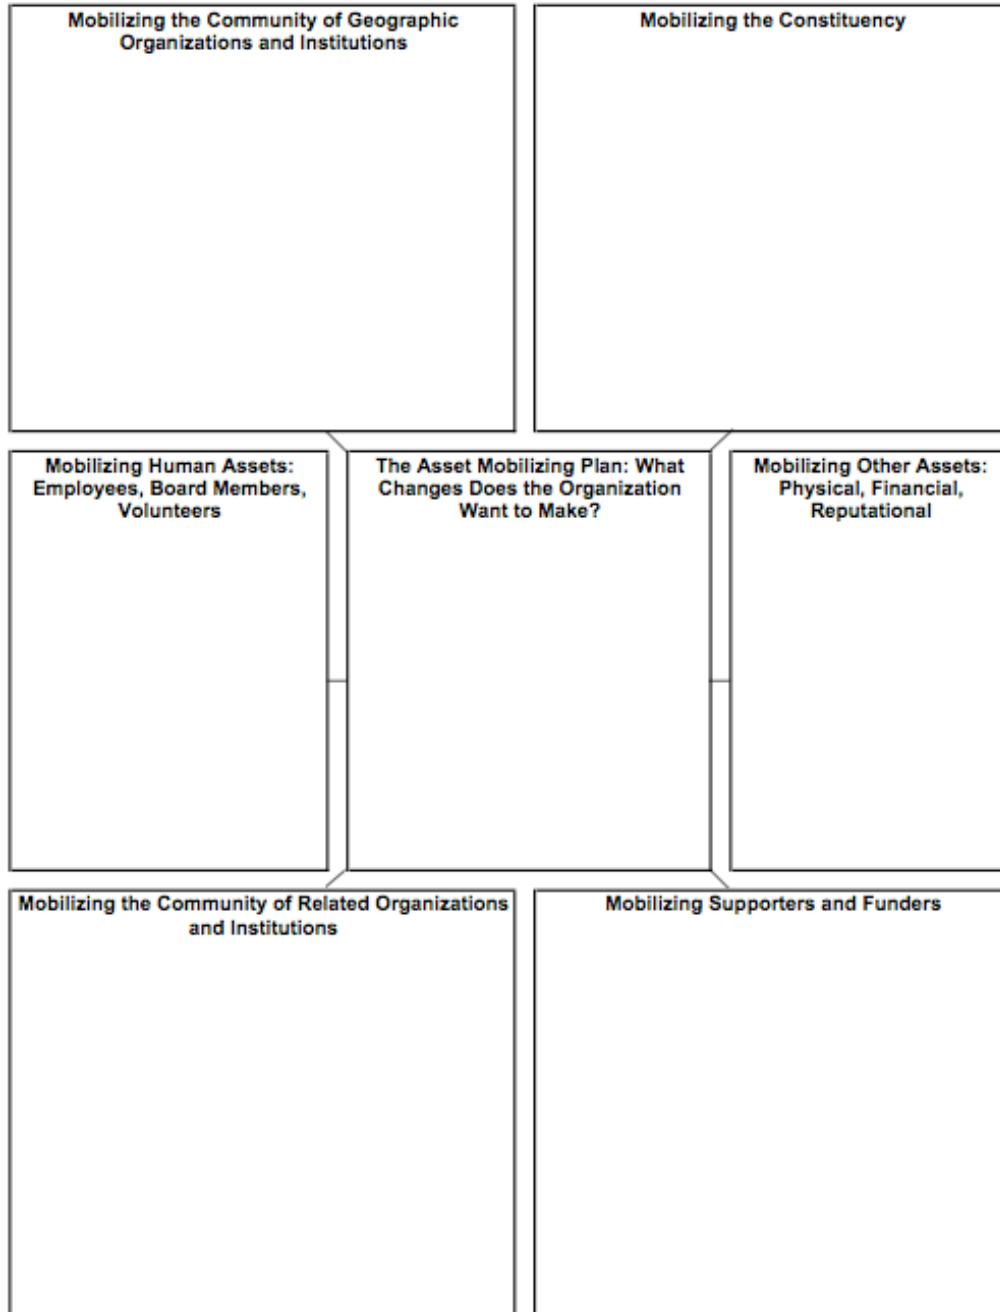 Mobilizing the Community of Geographic
Organizations and Institutions
Mobilizing the Constituency
Mobilizing Human Assets:
Employees, Board Members,
Volunteers
The Asset Mobilizing Plan: What
Changes Does the Organization
Want to Make?
Mobilizing Other Assets:
Physical, Financial,
Reputational
Mobilizing the Community of Related Organizations
and Institutions
Mobilizing Supporters and Funders